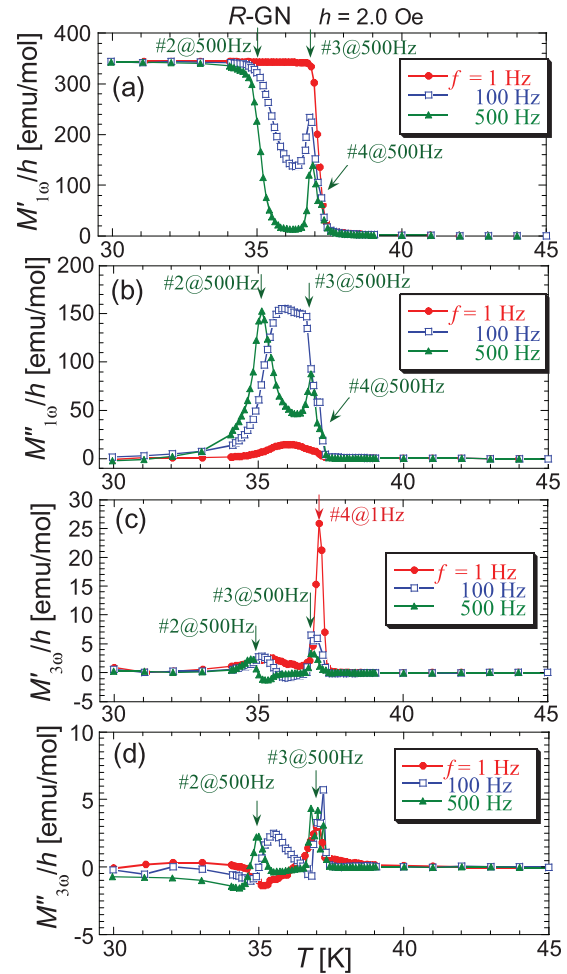 R-GN h = 2.0 Oe
#2@500Hz #3@500Hz
400
300
200
100
0
M′1ω/h [emu/mol]
(a)
f = 1 Hz
100 Hz
500 Hz
#4@500Hz
30 35 40 45
200
150
100
50
0
M″1ω/h [emu/mol]
(b)
#2@500Hz #3@500Hz
f = 1 Hz
100 Hz
500 Hz
#4@500Hz
30 35 40 45
30
25
20
15
10
5
0
-5
M′3ω/h [emu/mol]
(c)
#4@1Hz
#3@500Hz
#2@500Hz
f = 1 Hz
100 Hz
500 Hz
30 35 40 45
10
5
0
-5
M″3ω/h [emu/mol]
(d)
#3@500Hz
#2@500Hz
f = 1 Hz
100 Hz
500 Hz
30 35 40 45
T [K]